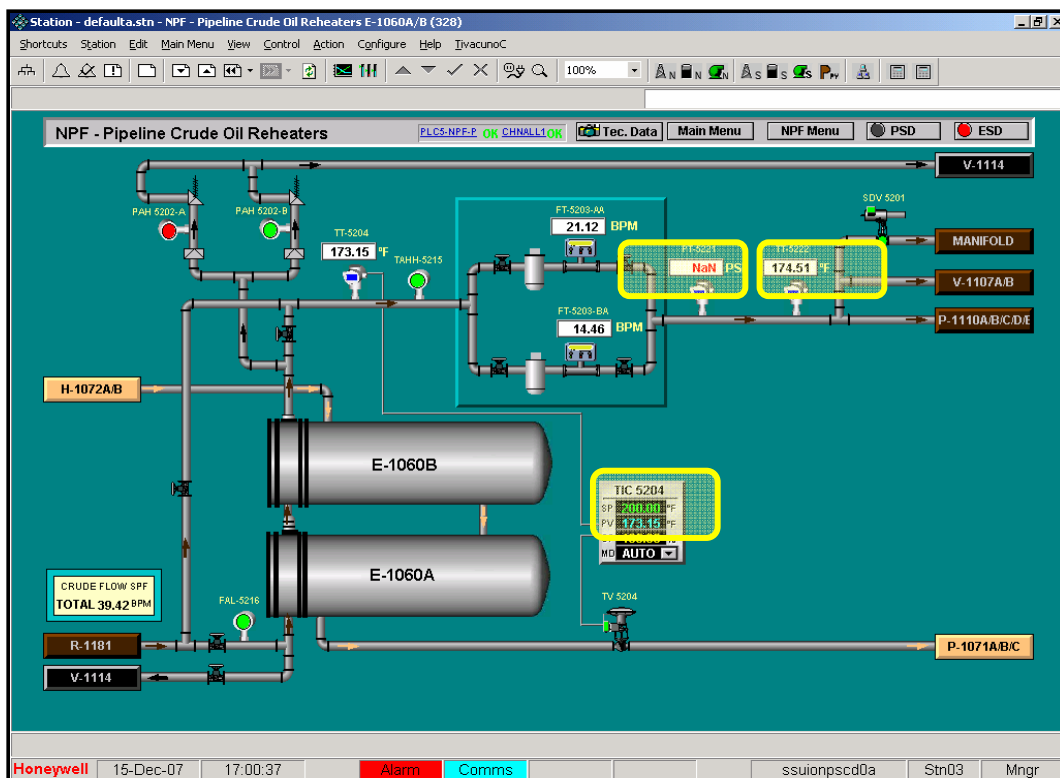 Station - defaulta.stn - NPF - Pipeline Crude Oil Reheaters E-1060A/B (328)
Shortcuts Station Edit Main Menu View Control Action Configure Help TivacunoC
100%
NPF - Pipeline Crude Oil Reheaters
PLC5-NPF-P OK CHNALL1 OK
Tec. Data
Main Menu
NPF Menu
PSD
ESD
V-1114
SDV 5201
PAH 5202-A
PAH 5202-B
FT-5203-AA
21.12 BPM
TT-5204
173.15 °F
TAHH-5215
FT-5221
NaN PS
TT-5222
174.51 °F
MANIFOLD
V-1107A/B
P-1110A/B/C/D/E
FT-5203-BA
14.46 BPM
H-1072A/B
E-1060B
TIC 5204
SP 200.00 °F
PV 173.15 °F
MD AUTO
E-1060A
CRUDE FLOW SPF
TOTAL 39.42 BPM
FAL-5216
TV 5204
R-1181
P-1071A/B/C
V-1114
Honeywell 15-Dec-07 17:00:37 Alarm Comms ssuionpscd0a Stn03 Mngr